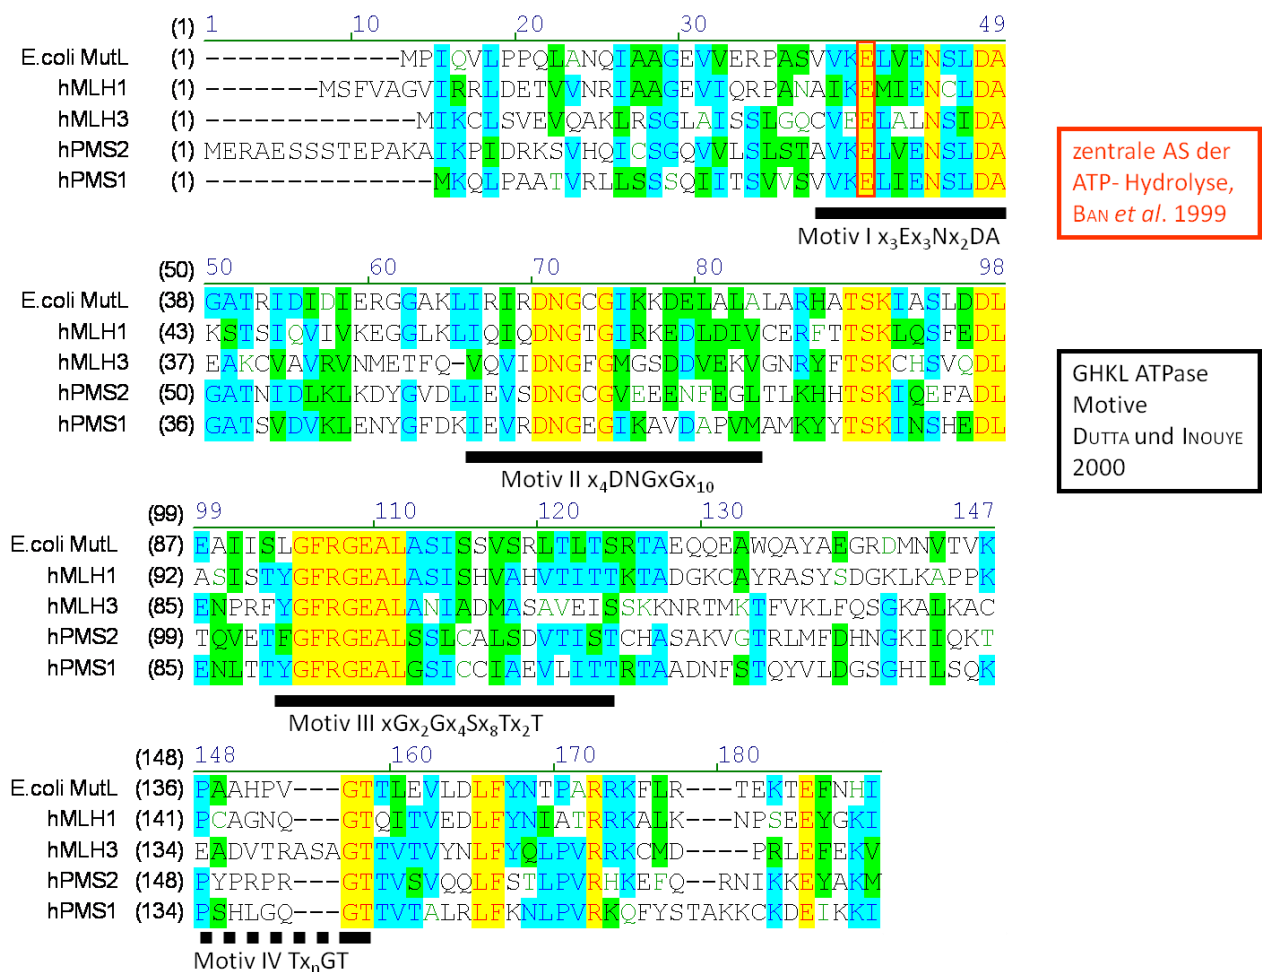 (1) 1 10 20 30 49
E.coli MutL (1) ------------MPIQVLPPQLANQIAAGEVVERPASVVKELVENSLDA
hMLH1 (1) -------MSFVAGVIRRLDETVVNRIAAGEVIQRPANAIKEMIENCLDA
hMLH3 (1) -------------MIKCLSVEVQAKLRSGLAISSLGQCVEELALNSIDA
hPMS2 (1) MERAESSSTEPAKAIKPIDRKSVHQICSGQVVLSLSTAVKELVENSLDA
hPMS1 (1) --------------MKQLPAATVRLLSSSQIITSVVSVVKELIENSLDA
Motiv I x3Ex3Nx2DA
zentrale AS der
ATP- Hydrolyse,
BAN et al. 1999
(50) 50 60 70 80 98
E.coli MutL (38) GATRIDIDIERGGAKLIRIRDNGCGIKKDELALALARHATSKIASLDDL
hMLH1 (43) KSTSIQVIVKEGGLKLIQIQDNGTGIRKEDLDIVCERFTTSKLQSFEDL
hMLH3 (37) EAKCVAVRVNMETFQ-VQVIDNGFGMGSDDVEKVGNRYFTSKCHSVQDL
hPMS2 (50) GATNIDLKLKDYGVDLIEVSDNGCGVEEENFEGLTLKHHTSKIQEFADL
hPMS1 (36) GATSVDVKLENYGFDKIEVRDNGEGIKAVDAPVMAMKYYTSKINSHEDL
Motiv II x4DNGxGx10
GHKL ATPase
Motive
DUTTA und INOUYE
2000
(99) 99 110 120 130 147
E.coli MutL (87) EAIISLGFRGEALASISSVSRLTLTSRTAEQQEAWQAYAEGRDMNVTVK
hMLH1 (92) ASISTYGFRGEALASISHVAHVTITTKTADGKCAYRASYSDGKLKAPPK
hMLH3 (85) ENPRFYGFRGEALANIADMASAVEISSKKNRTMKTFVKLFQSGKALKAC
hPMS2 (99) TQVETFGFRGEALSSLCALSDVTISTCHASAKVGTRLMFDHNGKIIQKT
hPMS1 (85) ENLTTYGFRGEALGSICCIAEVLITTRTAADNFSTQYVLDGSGHILSQK
Motiv III xGx2Gx4Sx8Tx2T
(148) 148 160 170 180
E.coli MutL (136) PAAHPV---GTTLEVLDLFYNTPARRKFLR---TEKTEFNHI
hMLH1 (141) PCAGNQ---GTQITVEDLFYNIATRRKALK---NPSEEYGKI
hMLH3 (134) EADVTRASAGTTVTVYNLFYQLPVRRKCMD----PRLEFEKV
hPMS2 (148) PYPRPR---GTTVSVQQLFSTLPVRHKEFQ--RNIKKEYAKM
hPMS1 (134) PSHLGQ---GTTVTALRLFKNLPVRKQFYSTAKKCKDEIKKI
Motiv IV TxnGT